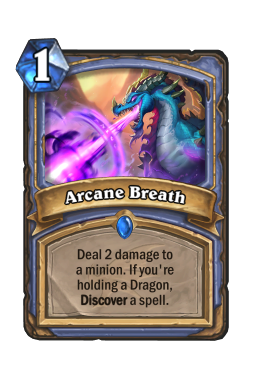 1
Arcane Breath
Deal 2 damage to
a minion. If you're
holding a Dragon,
Discover a spell.